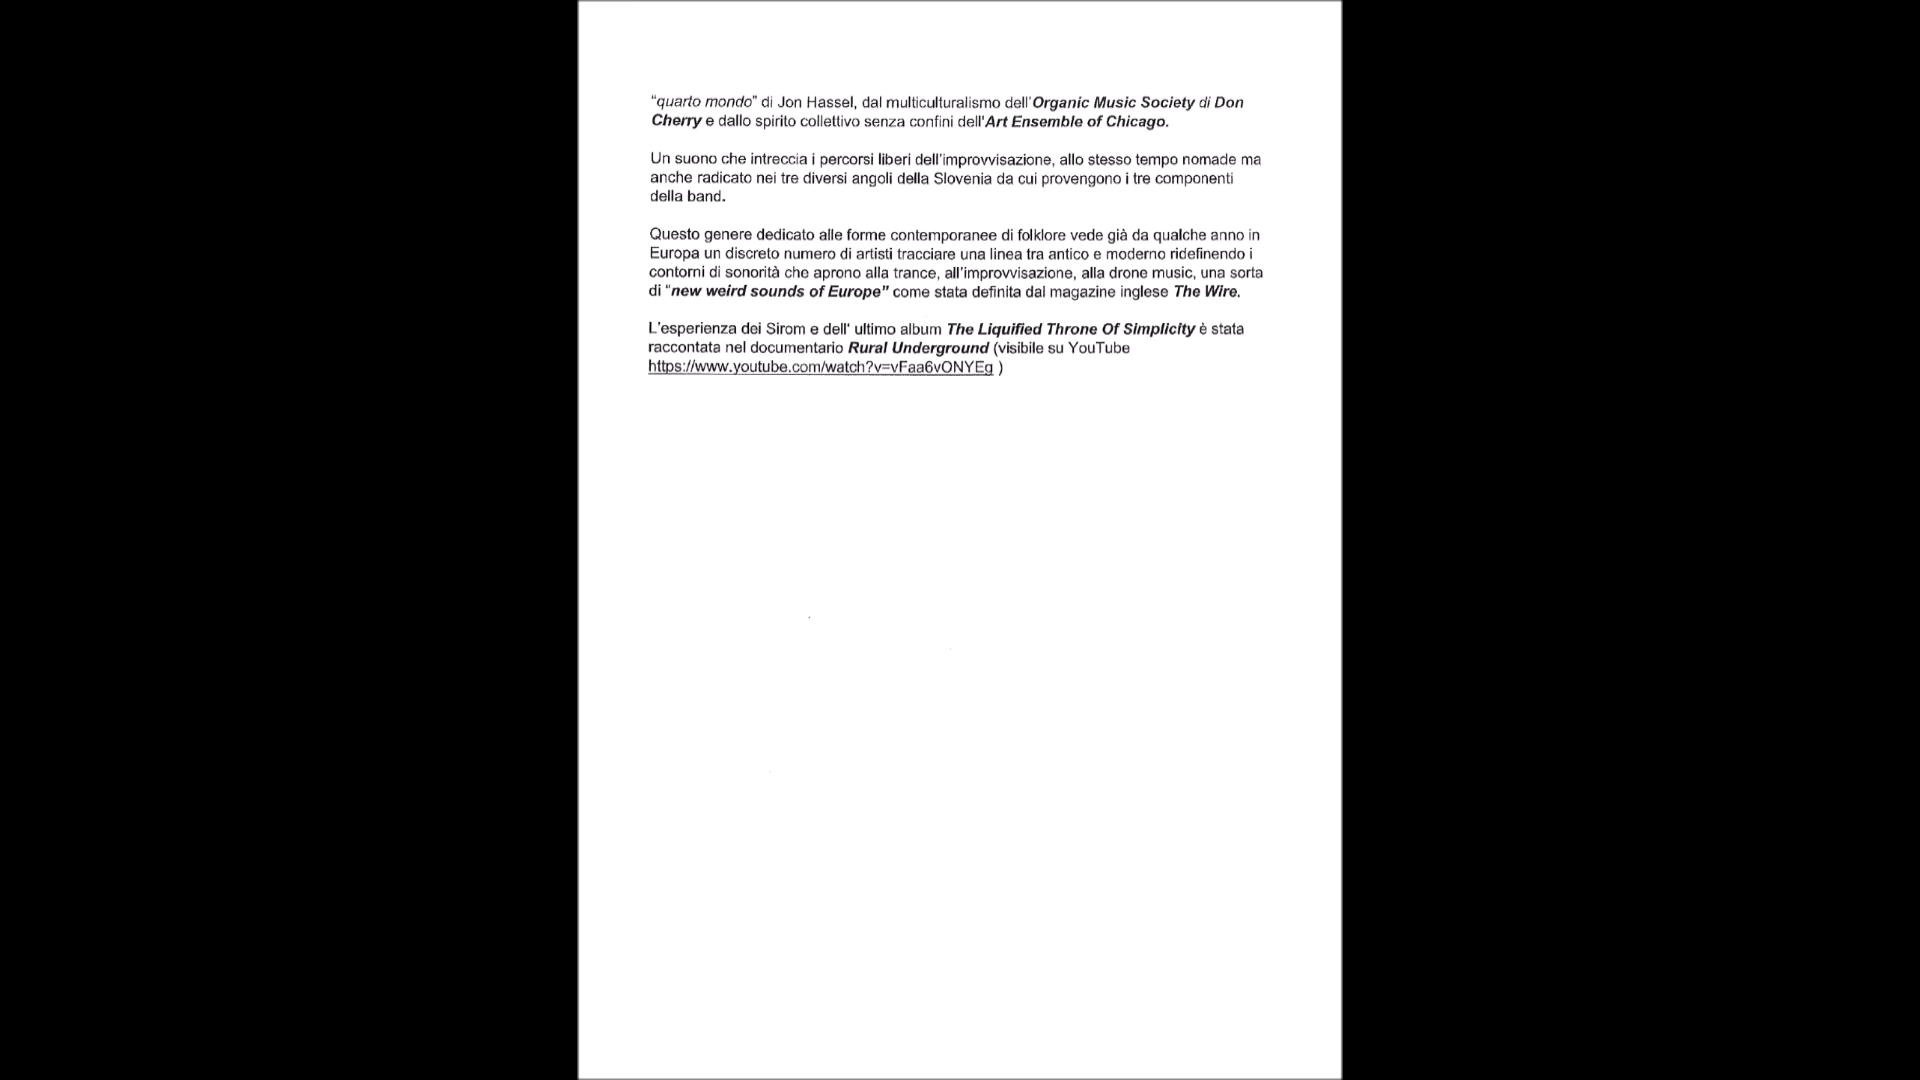 “quarto mondo” di Jon Hassel, dal multiculturalismo dell’Organic Music Society di Don
Cherry e dallo spirito collettivo senza confini dell'Art Ensemble of Chicago.
Un suono che intreccia i percorsi liberi dell’improvvisazione, allo stesso tempo nomade ma
anche radicato nei tre diversi angoli della Slovenia da cui provengono i tre componenti
della band.
Questo genere dedicato alle forme contemporanee di folklore vede già da qualche anno in
Europa un discreto numero di artisti tracciare una linea tra antico e moderno ridefinendo i
contorni di sonorità che aprono alla trance, all’improvvisazione, alla drone music, una sorta
di “new weird sounds of Europe” come stata definita dal magazine inglese The Wire.
L’esperienza dei Sirom e dell' ultimo album The Liquified Throne Of Simplicity è stata
raccontata nel documentario Rural Underground (visibile su YouTube
https://www.youtube.com/watch?v=vFaa6vONYEg )